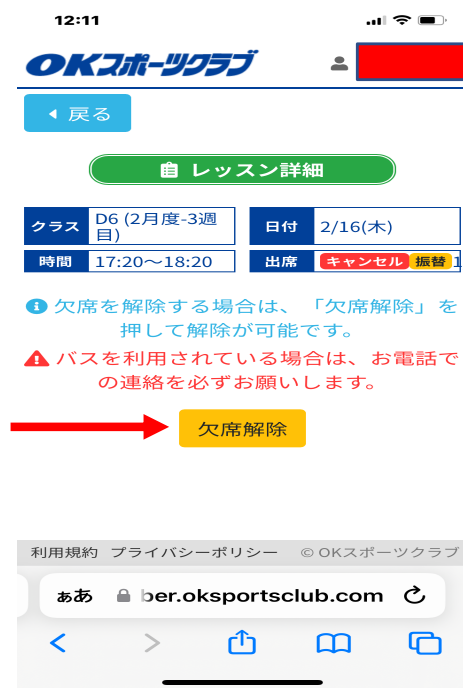 12:11
OKスポーツクラブ
戻る
レッスン詳細
クラス
D6 (2月度-3週
目)
日付
2/16(木)
時間
17:20〜18:20
出席
キャンセル 振替 1
欠席を解除する場合は、「欠席解除」を
押して解除が可能です。
バスを利用されている場合は、お電話で
の連絡を必ずお願いします。
欠席解除
利用規約 プライバシーポリシー © OKスポーツクラブ
ぁあ ber.oksportsclub.com